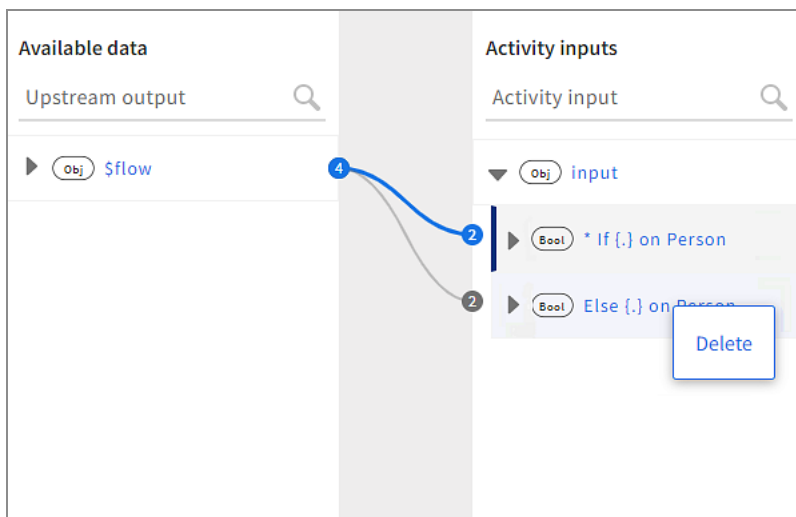 Available data
Upstream output
Obj $flow
4
Activity inputs
Activity input
Obj input
2 Bool * If {.} on Person
2 Bool Else {.} on Person
Delete